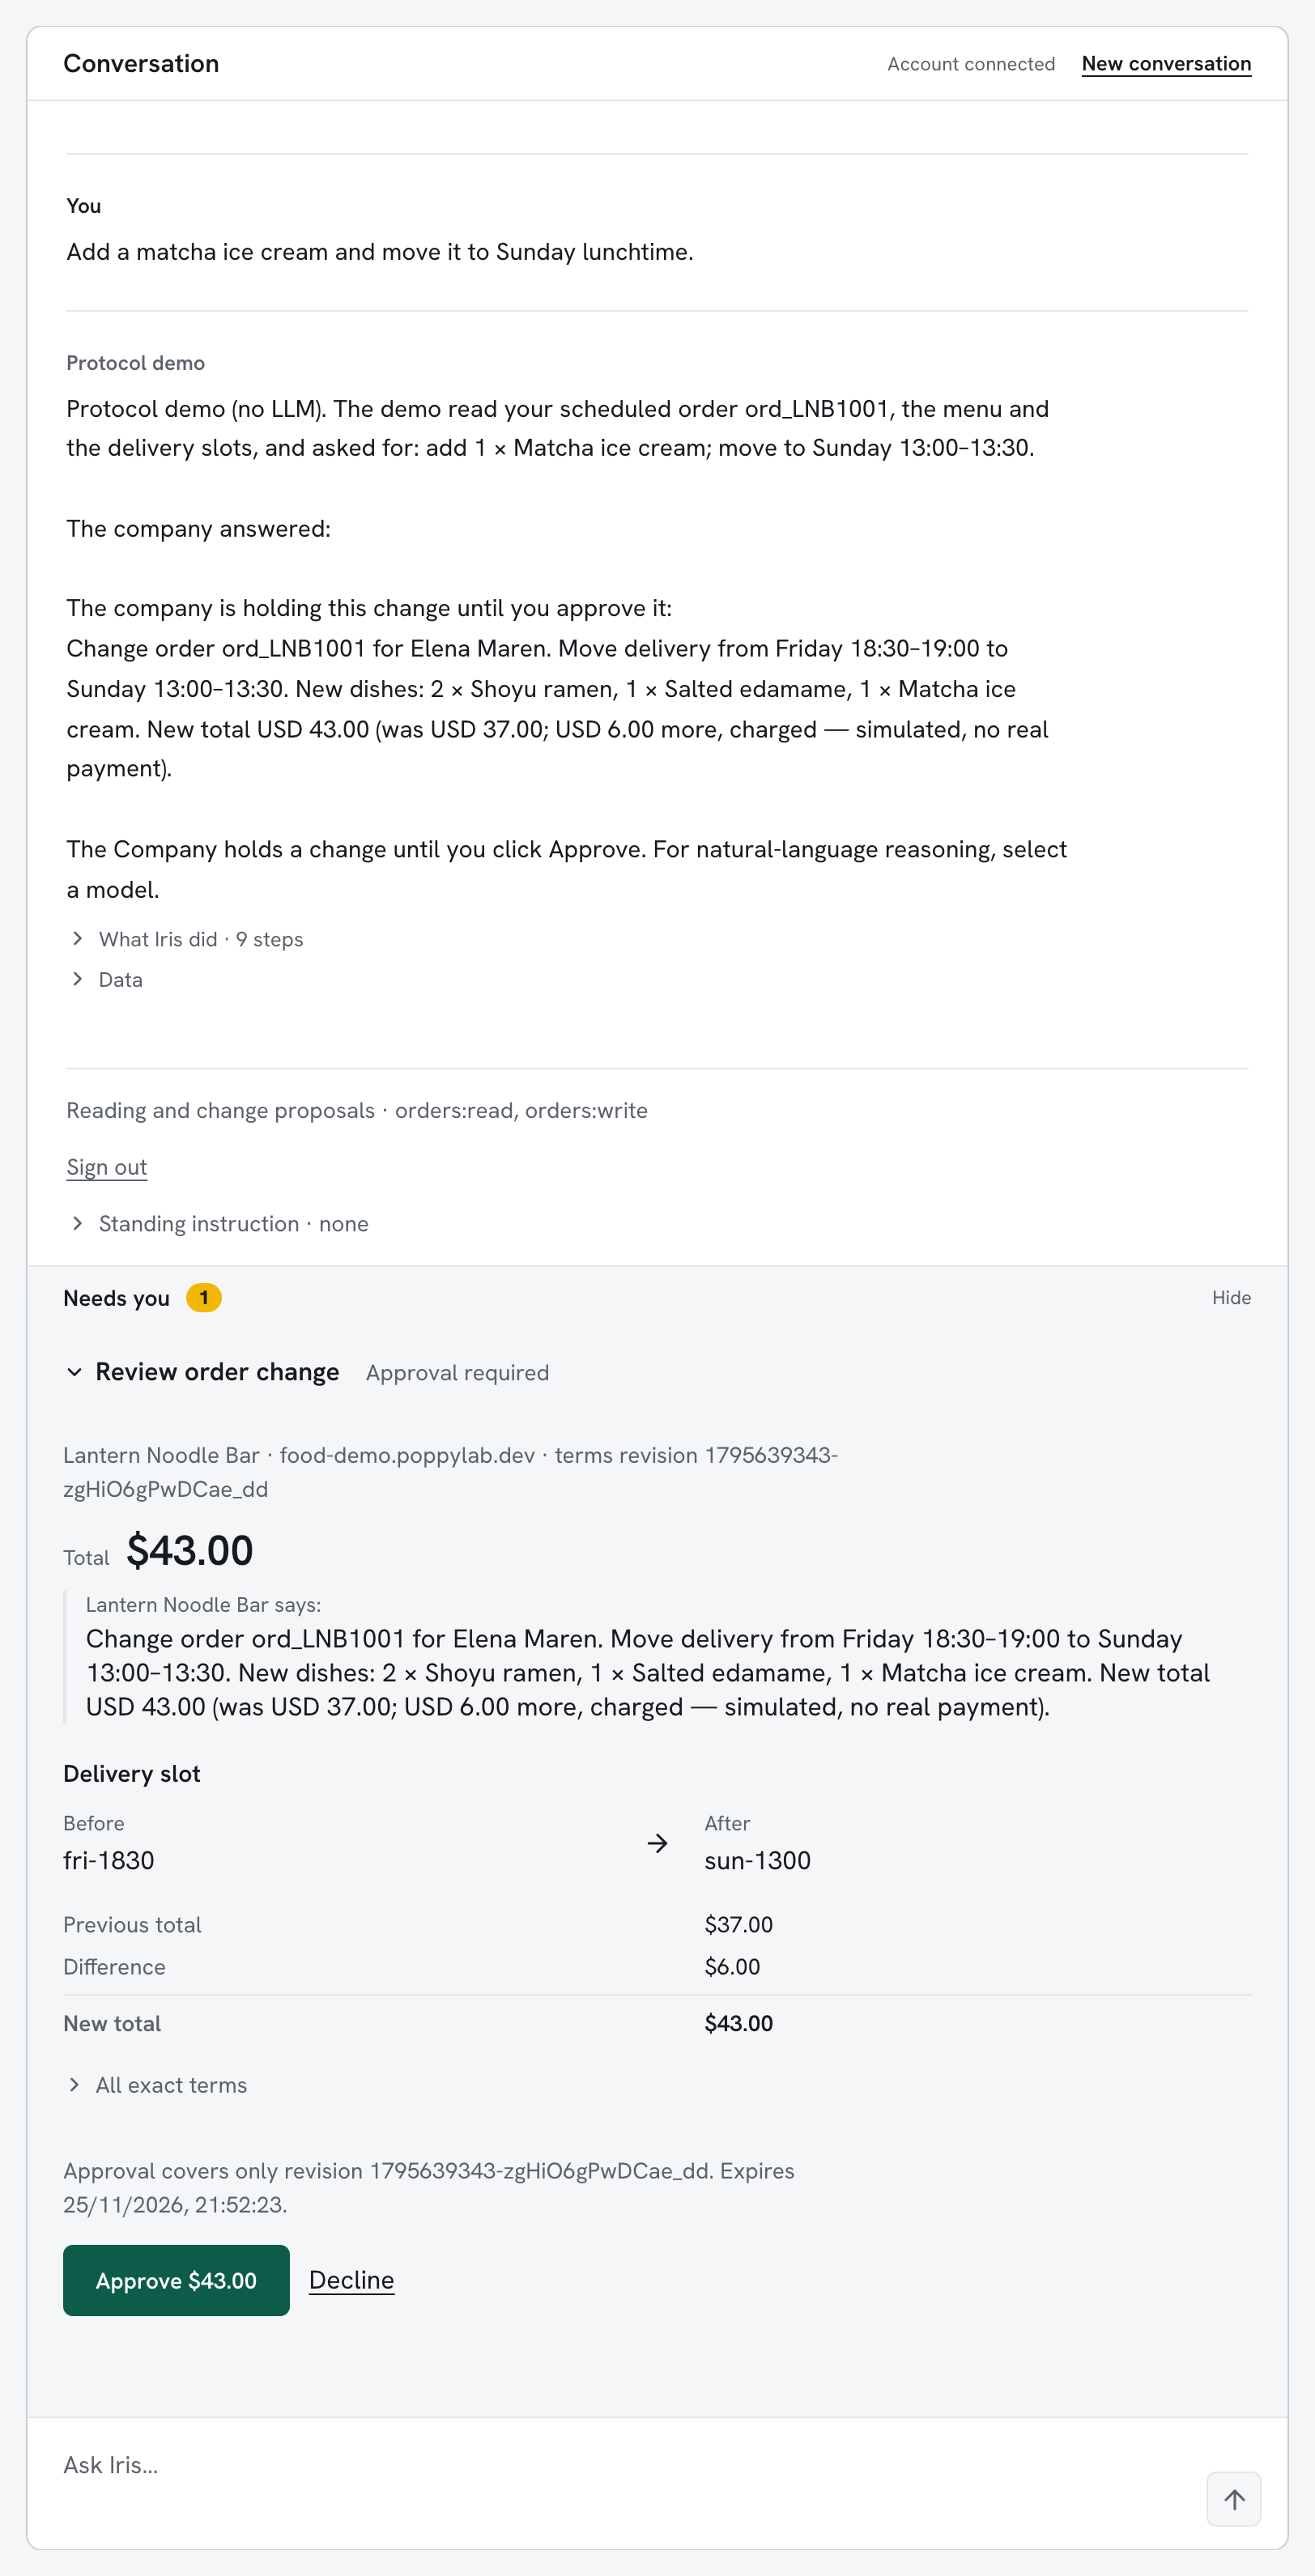 Conversation
Account connected
New conversation
You
Add a matcha ice cream and move it to Sunday lunchtime.
Protocol demo
Protocol demo (no LLM). The demo read your scheduled order ord_LNB1001, the menu and
the delivery slots, and asked for: add 1 × Matcha ice cream; move to Sunday 13:00–13:30.
The company answered:
The company is holding this change until you approve it:
Change order ord_LNB1001 for Elena Maren. Move delivery from Friday 18:30–19:00 to
Sunday 13:00–13:30. New dishes: 2 × Shoyu ramen, 1 × Salted edamame, 1 × Matcha ice
cream. New total USD 43.00 (was USD 37.00; USD 6.00 more, charged — simulated, no real
payment).
The Company holds a change until you click Approve. For natural-language reasoning, select
a model.
What Iris did · 9 steps
Data
Reading and change proposals · orders:read, orders:write
Sign out
Standing instruction · none
Needs you 1
Hide
Review order change Approval required
Lantern Noodle Bar · food-demo.poppylab.dev · terms revision 1795639343-
zgHiO6gPwDCae_dd
Total $43.00
Lantern Noodle Bar says:
Change order ord_LNB1001 for Elena Maren. Move delivery from Friday 18:30–19:00 to Sunday
13:00–13:30. New dishes: 2 × Shoyu ramen, 1 × Salted edamame, 1 × Matcha ice cream. New total
USD 43.00 (was USD 37.00; USD 6.00 more, charged — simulated, no real payment).
Delivery slot
Before
After
fri-1830
sun-1300
Previous total $37.00
Difference $6.00
New total $43.00
All exact terms
Approval covers only revision 1795639343-zgHiO6gPwDCae_dd. Expires
25/11/2026, 21:52:23.
Approve $43.00
Decline
Ask Iris...